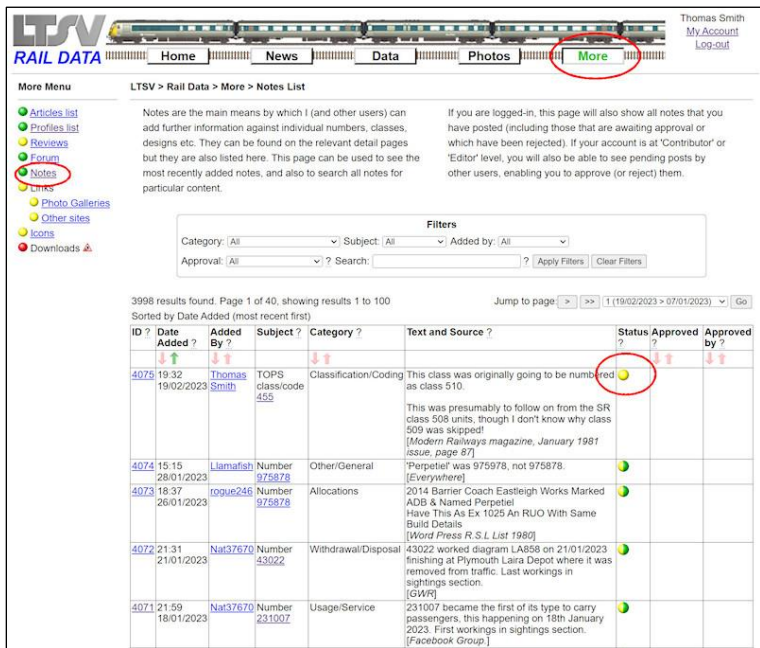 LTSV
RAIL DATA
Home
News
Data
Photos
More
Thomas Smith
My Account
Log-out
More Menu
Articles list
Profiles list
Reviews
Forum
Notes
Links
Photo Galleries
Other sites
Icons
Downloads
LTSV > Rail Data > More > Notes List
Notes are the main means by which I (and other users) can
add further information against individual numbers, classes,
designs etc. They can be found on the relevant detail pages
but they are also listed here. This page can be used to see the
most recently added notes, and also to search all notes for
particular content.
If you are logged-in, this page will also show all notes that you
have posted (including those that are awaiting approval or
which have been rejected). If your account is at 'Contributor' or
'Editor' level, you will also be able to see pending posts by
other users, enabling you to approve (or reject) them.
Filters
Category: All Subject: All Added by: All
Approval: All ? Search: ? Apply Filters Clear Filters
3998 results found. Page 1 of 40, showing results 1 to 100
Jump to page: > >> 1 (19/02/2023 > 07/01/2023) Go
Sorted by Date Added (most recent first)
ID ? Date Added ? Added By ? Subject ? Category ? Text and Source ? Status ? Approved ? Approved by ?
4075 19:32 19/02/2023 Thomas Smith TOPS class/code 455 Classification/Coding This class was originally going to be numbered
as class 510.
This was presumably to follow on from the SR
class 508 units, though I don't know why class
509 was skipped!
[Modern Railways magazine, January 1981
issue, page 87]
4074 15:15 28/01/2023 Llamafish Number 975878 Other/General 'Perpetiel' was 975978, not 975878.
[Everywhere]
4073 18:37 26/01/2023 rogue246 Number 975878 Allocations 2014 Barrier Coach Eastleigh Works Marked
ADB & Named Perpetiel
Have This As Ex 1025 An RUO With Same
Build Details
[Word Press R.S.L List 1980]
4072 21:31 21/01/2023 Nat37670 Number 43022 Withdrawal/Disposal 43022 worked diagram LA858 on 21/01/2023
finishing at Plymouth Laira Depot where it was
removed from traffic. Last workings in
sightings section.
[GWR]
4071 21:59 18/01/2023 Nat37670 Number 231007 Usage/Service 231007 became the first of its type to carry
passengers, this happening on 18th January
2023. First workings in sightings section.
[Facebook Group.]